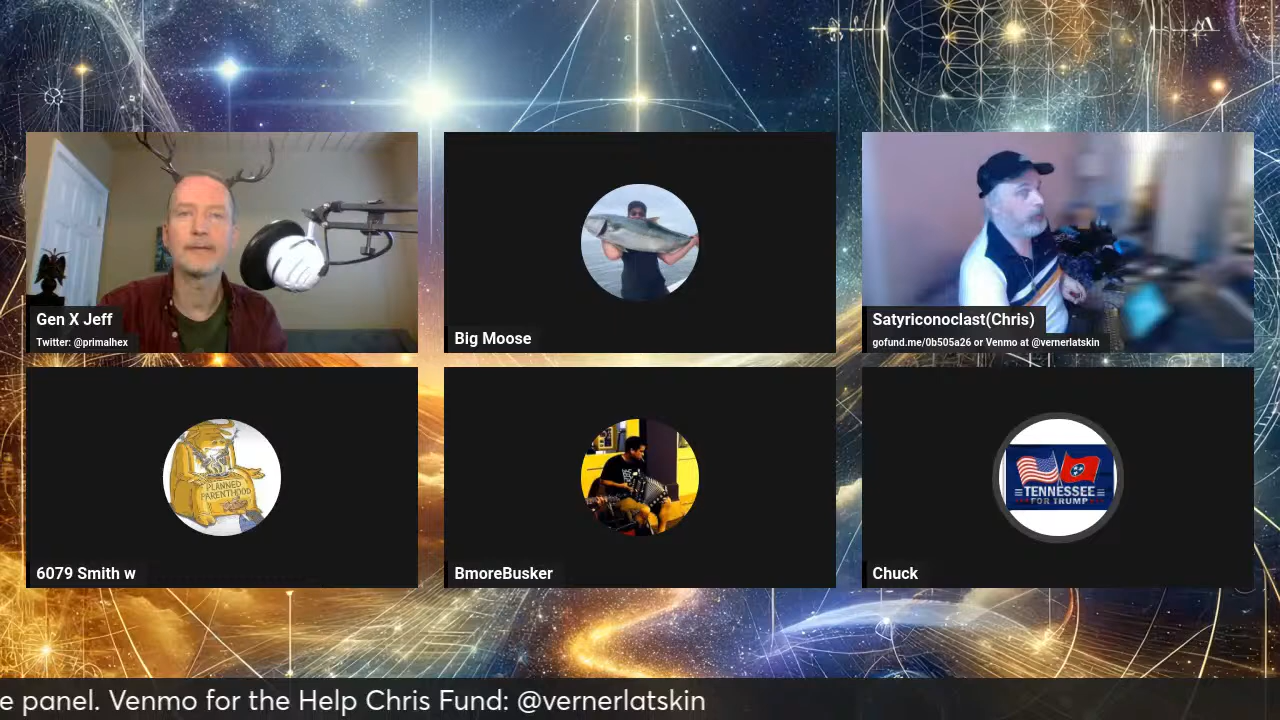 Gen X Jeff
Twitter: @primalhex
Big Moose
Satyriconoclast(Chris)
gofund.me/0b505a26 or Venmo at @vernerlatskin
PLANNED
PARENTHOOD
6079 Smith w
BmoreBusker
TENNESSEE
FOR TRUMP
Chuck
e panel. Venmo for the Help Chris Fund: @vernerlatskin